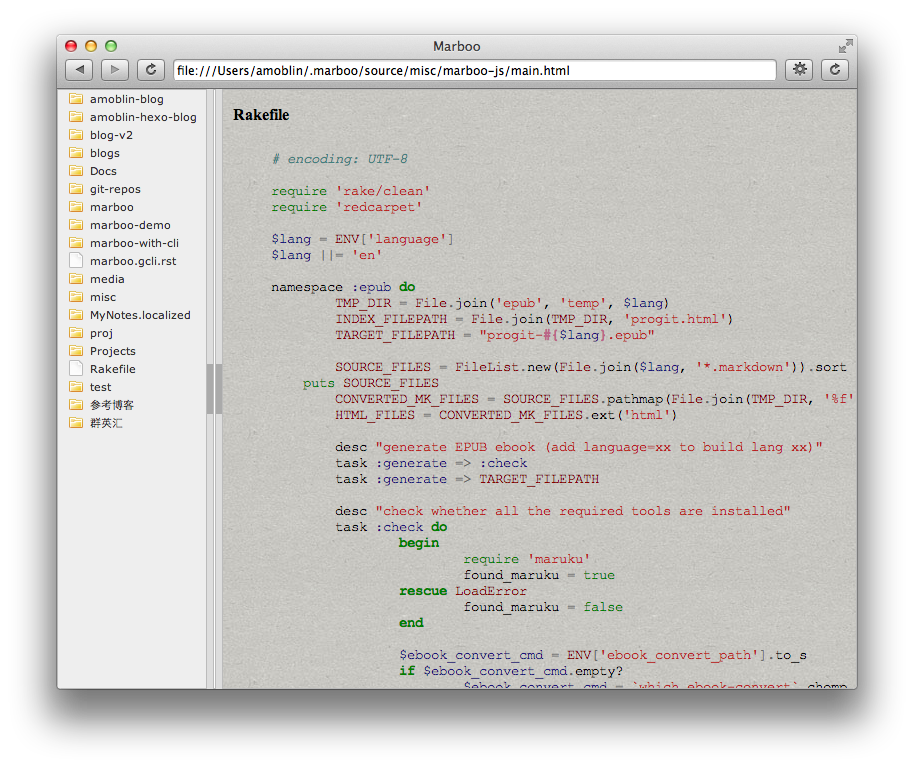 Marboo
file:///Users/amoblin/.marboo/source/misc/marboo-js/main.html
amoblin-blog
amoblin-hexo-blog
blog-v2
blogs
Docs
git-repos
marboo
marboo-demo
marboo-with-cli
marboo.gcli.rst
media
misc
MyNotes.localized
proj
Projects
Rakefile
test
参考博客
群英汇
Rakefile
# encoding: UTF-8
require 'rake/clean'
require 'redcarpet'
$lang = ENV['language']
$lang ||= 'en'
namespace :epub do
TMP_DIR = File.join('epub', 'temp', $lang)
INDEX_FILEPATH = File.join(TMP_DIR, 'progit.html')
TARGET_FILEPATH = "progit-#{$lang}.epub"
SOURCE_FILES = FileList.new(File.join($lang, '*.markdown')).sort
puts SOURCE_FILES
CONVERTED_MK_FILES = SOURCE_FILES.pathmap(File.join(TMP_DIR, '%f'
HTML_FILES = CONVERTED_MK_FILES.ext('html')
desc "generate EPUB ebook (add language=xx to build lang xx)"
task :generate => :check
task :generate => TARGET_FILEPATH
desc "check whether all the required tools are installed"
task :check do
begin
require 'maruku'
found_maruku = true
rescue LoadError
found_maruku = false
end
$ebook_convert_cmd = ENV['ebook_convert_path'].to_s
if $ebook_convert_cmd.empty?
$ebook_convert_cmd = `which ebook-convert`.chomp